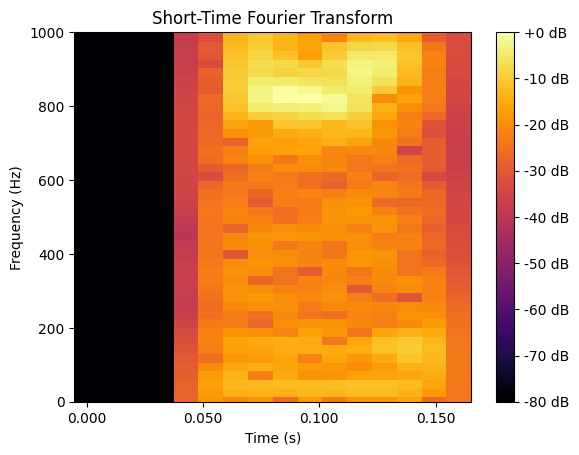 Short-Time Fourier Transform
Frequency (Hz)
1000
800
600
400
200
0
0.000
0.050
0.100
0.150
Time (s)
+0 dB
-10 dB
-20 dB
-30 dB
-40 dB
-50 dB
-60 dB
-70 dB
-80 dB